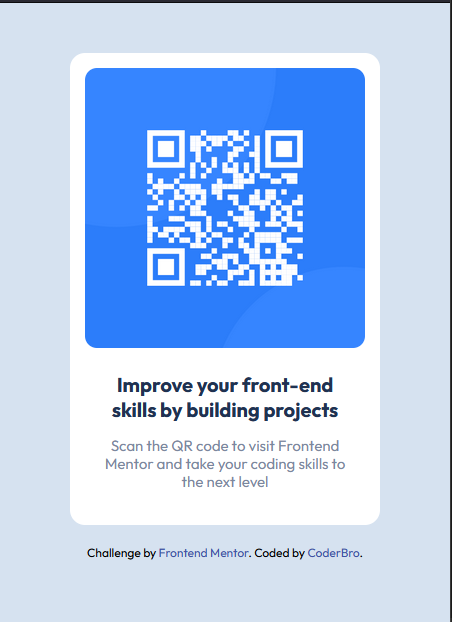 Improve your front-end
skills by building projects
Scan the QR code to visit Frontend
Mentor and take your coding skills to
the next level
Challenge by Frontend Mentor. Coded by CoderBro.